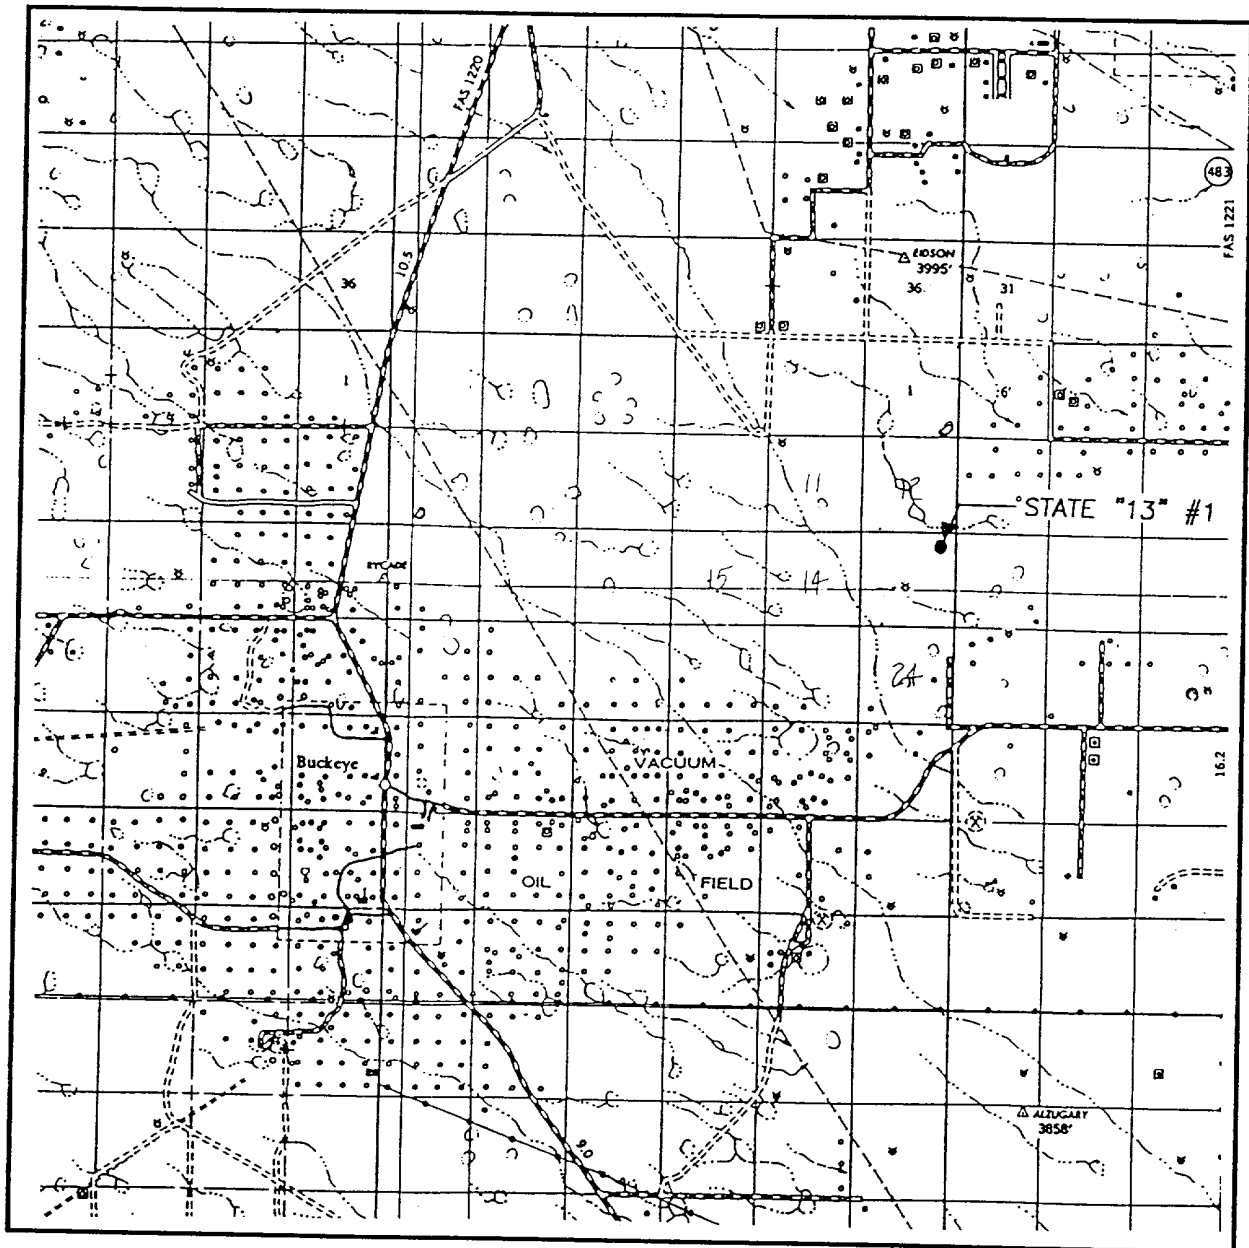 FAS 1220
483
FAS 1221
EIDSON
3995'
36
36
31
10.5
1
1
6
11
STATE "13" #1
15
14
24
Buckeye
VACUUM
16.2
OIL
FIELD
ALZUGARY
3858'
9.0